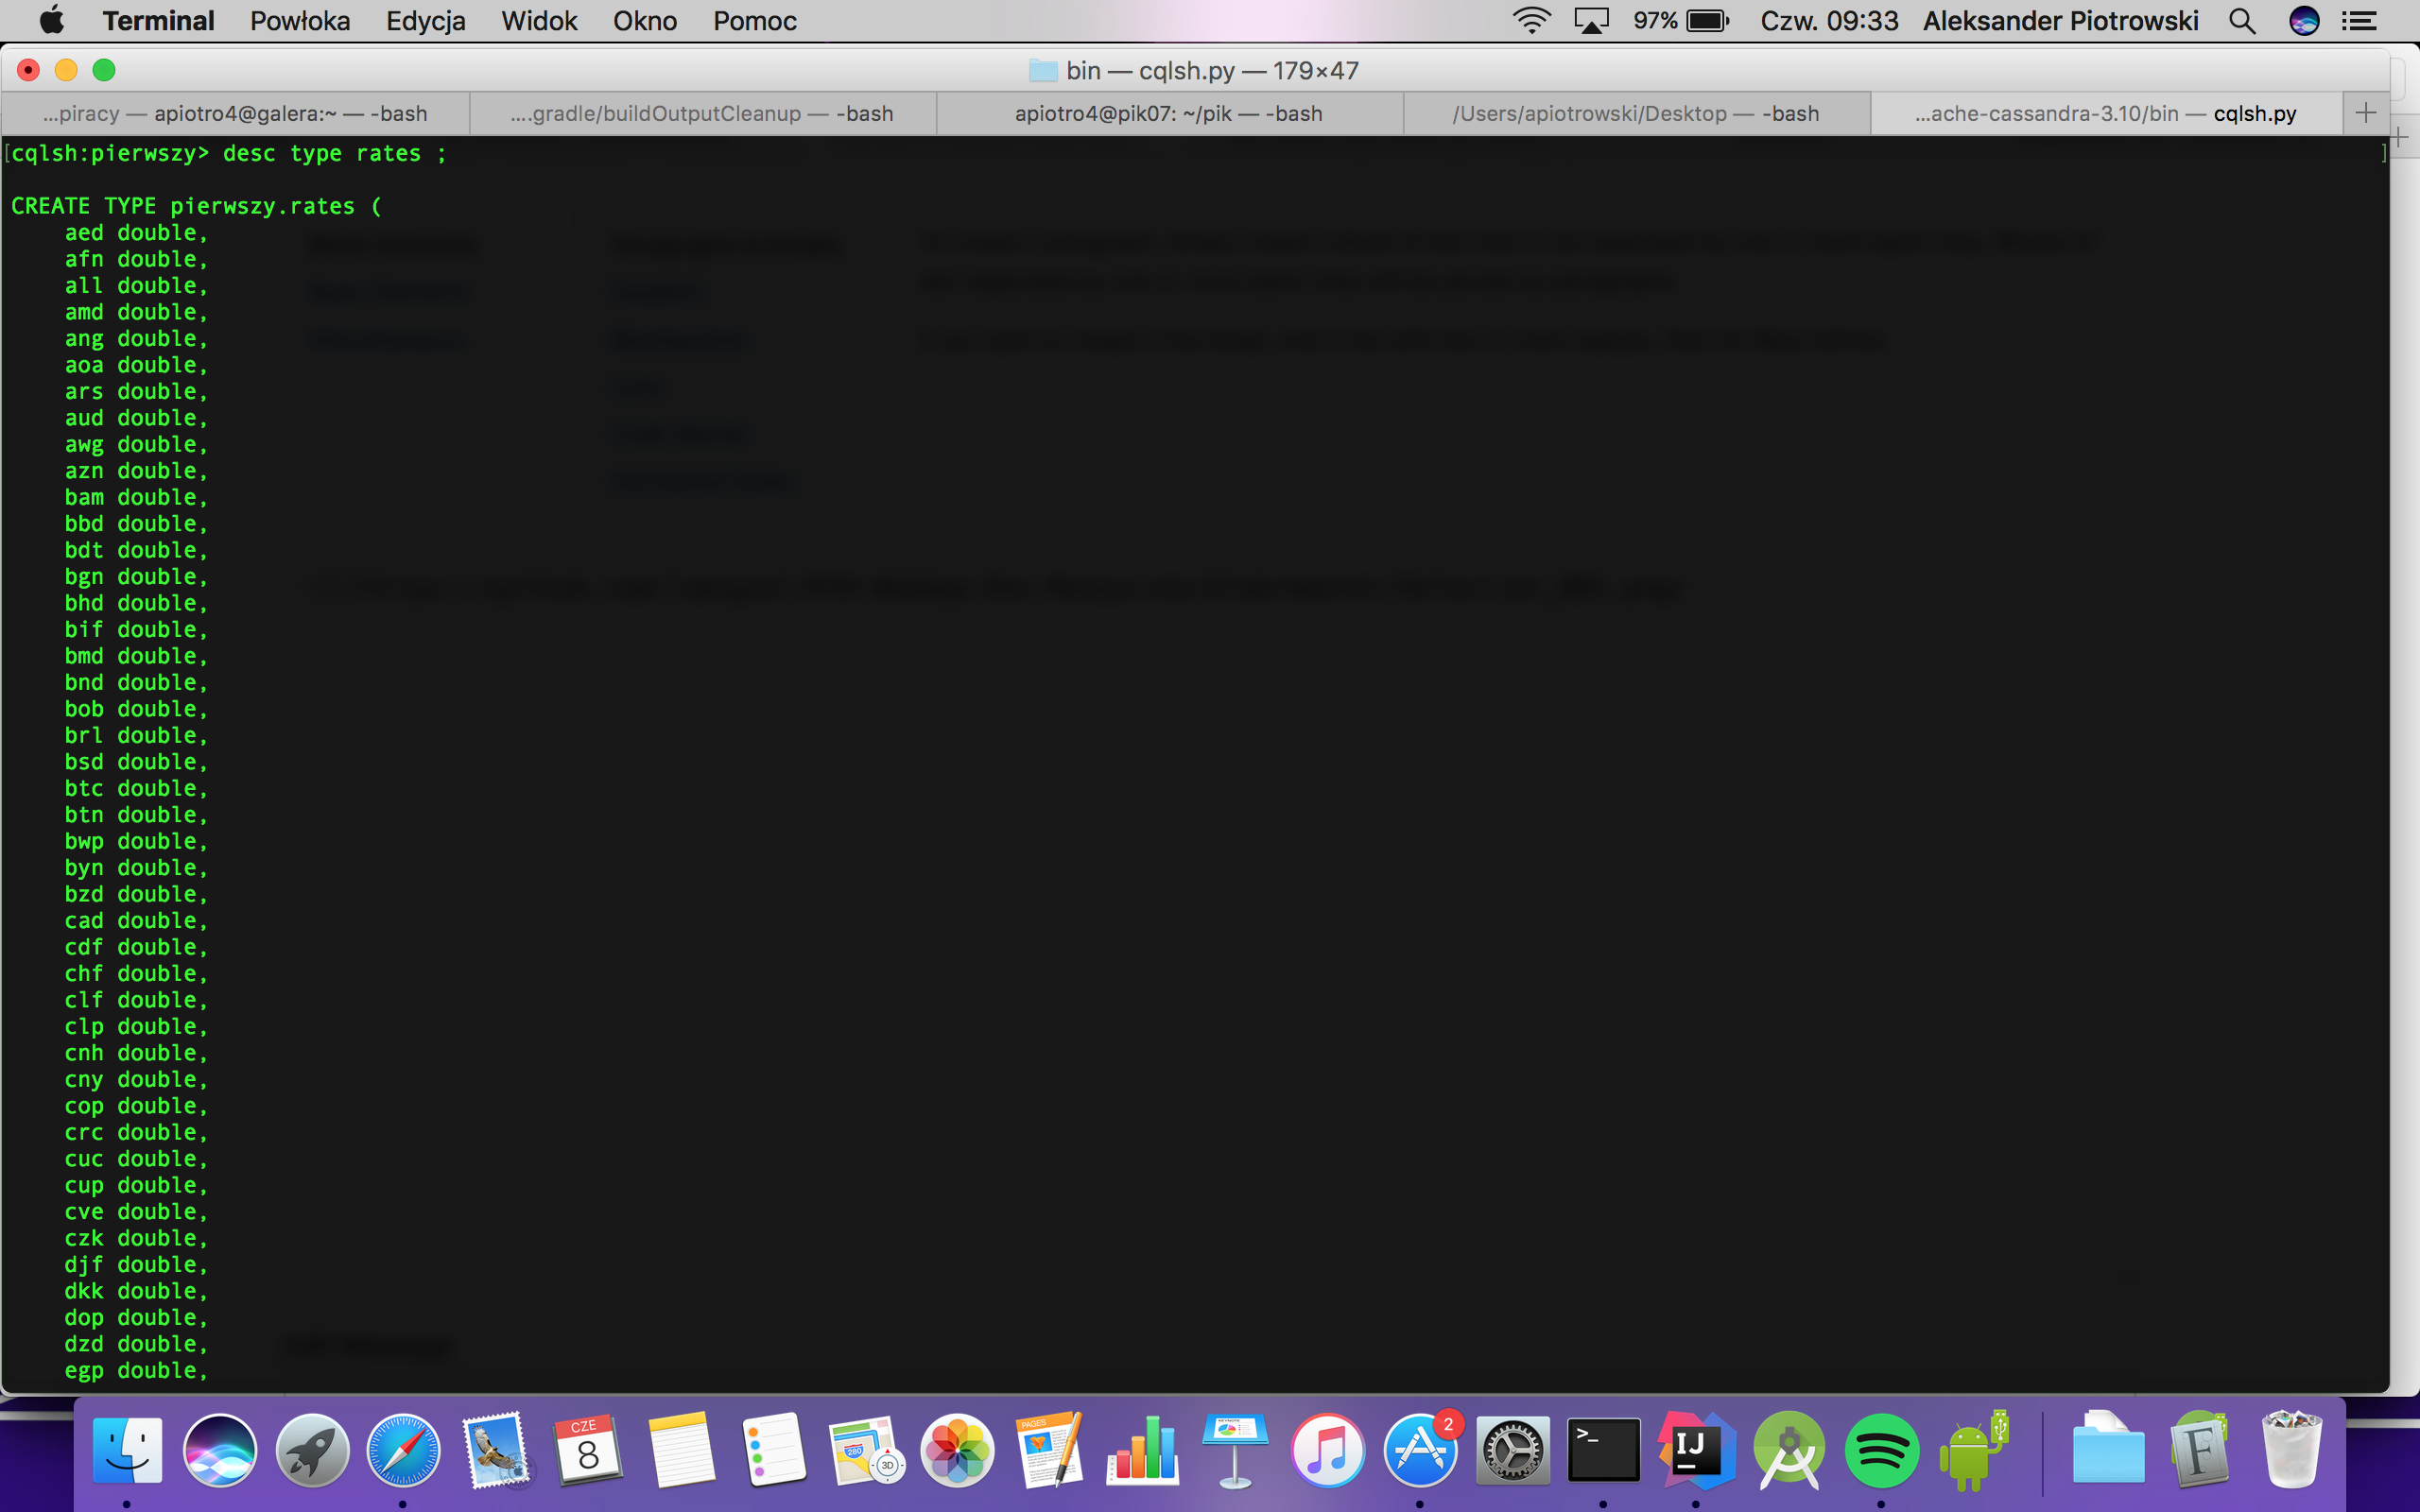 Terminal Powłoka Edycja Widok Okno Pomoc 97% Czw. 09:33 Aleksander Piotrowski
bin — cqlsh.py — 179×47
...piracy — apiotro4@galera:~ — -bash ....gradle/buildOutputCleanup — -bash apiotro4@pik07: ~/pik — -bash /Users/apiotrowski/Desktop — -bash ...ache-cassandra-3.10/bin — cqlsh.py
[cqlsh:pierwszy> desc type rates ; ]
CREATE TYPE pierwszy.rates (
aed double,
afn double,
all double,
amd double,
ang double,
aoa double,
ars double,
aud double,
awg double,
azn double,
bam double,
bbd double,
bdt double,
bgn double,
bhd double,
bif double,
bmd double,
bnd double,
bob double,
brl double,
bsd double,
btc double,
btn double,
bwp double,
byn double,
bzd double,
cad double,
cdf double,
chf double,
clf double,
clp double,
cnh double,
cny double,
cop double,
crc double,
cuc double,
cup double,
cve double,
czk double,
djf double,
dkk double,
dop double,
dzd double,
egp double,
CZE
8
280
3D
PAGES
KEYNOTE
2
>_
IJ
F